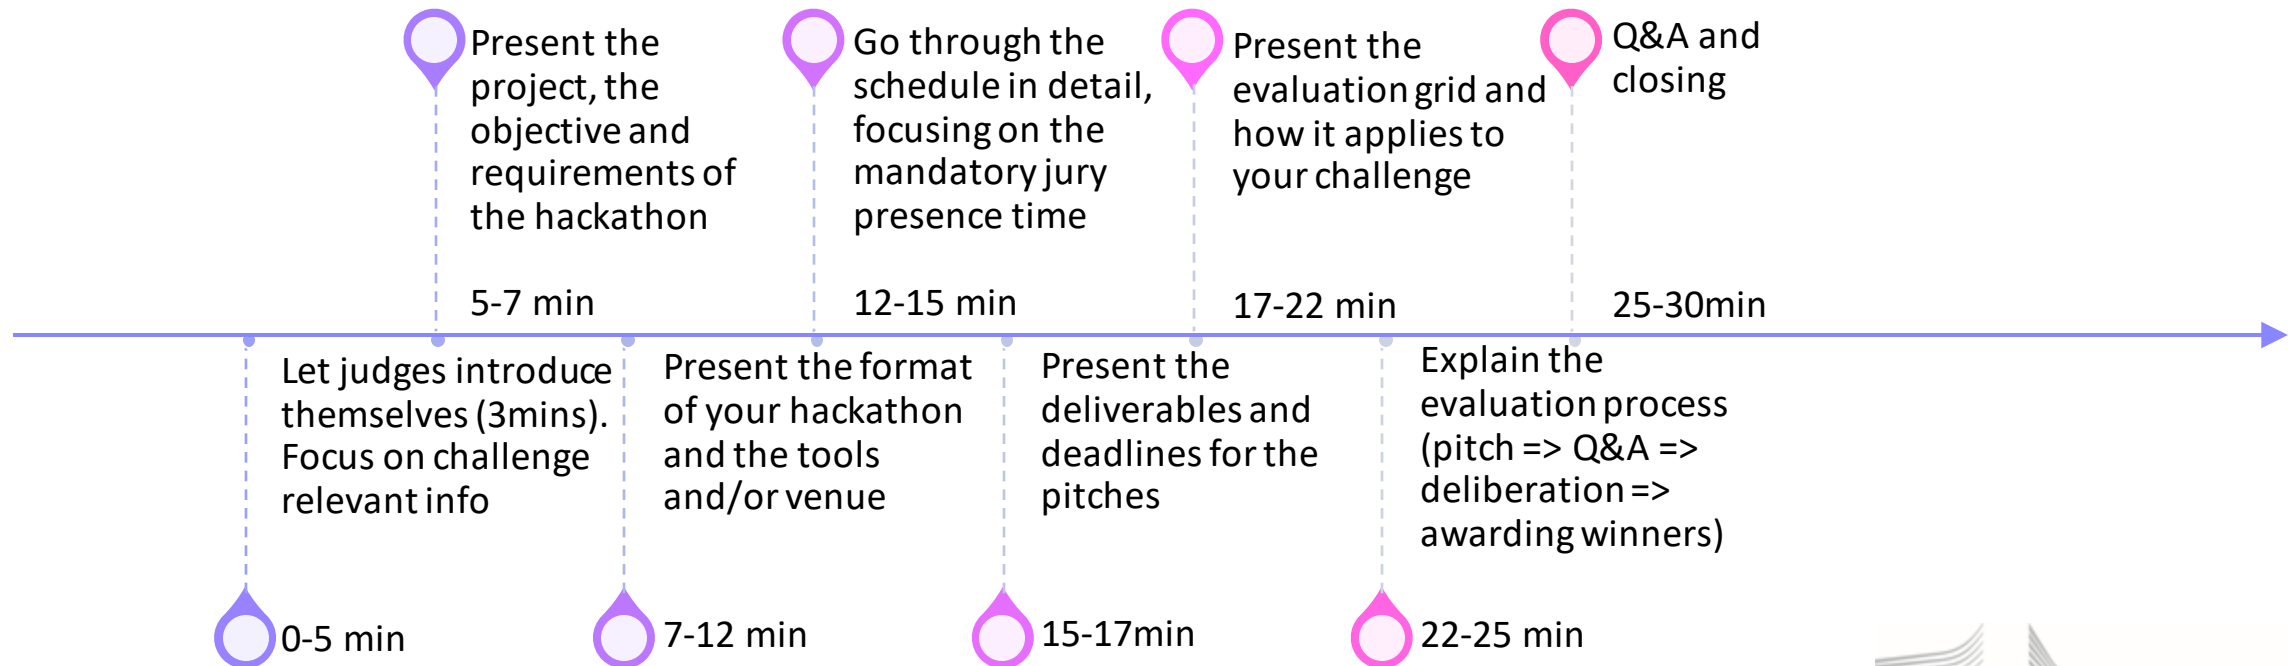 Present the
project, the
objective and
requirements of
the hackathon
5-7 min
Go through the
schedule in detail,
focusing on the
mandatory jury
presence time
12-15 min
Present the
evaluation grid and
how it applies to
your challenge
17-22 min
Q&A and
closing
25-30min
Let judges introduce
themselves (3mins).
Focus on challenge
relevant info
0-5 min
Present the format
of your hackathon
and the tools
and/or venue
7-12 min
Present the
deliverables and
deadlines for the
pitches
15-17min
Explain the
evaluation process
(pitch => Q&A =>
deliberation =>
awarding winners)
22-25 min